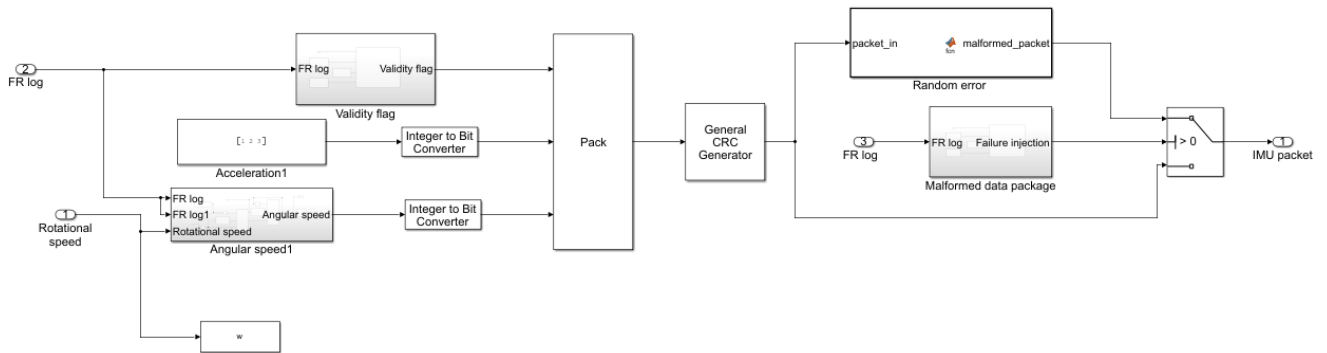 2
FR log
FR log
Validity flag
Validity flag
[1 2 3]
Acceleration1
Integer to Bit
Converter
FR log
FR log1
Rotational speed
Angular speed
Angular speed1
1
Rotational
speed
Integer to Bit
Converter
w
Pack
General
CRC
Generator
packet_in
fcn
malformed_packet
Random error
3
FR log
FR log
Failure injection
Malformed data package
> 0
1
IMU packet